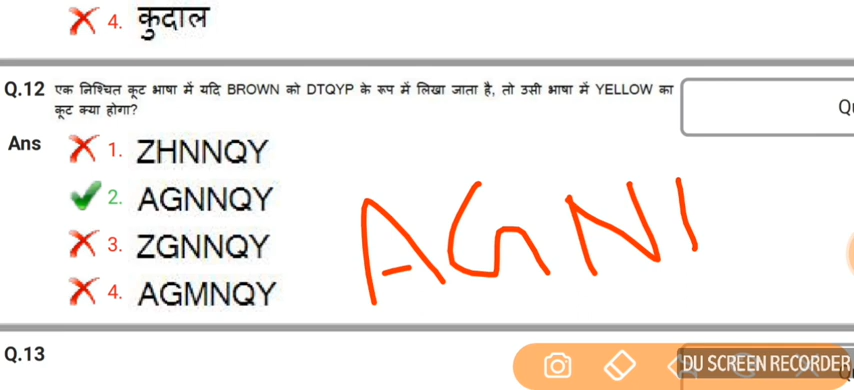 4. कुदाल
Q.12 एक निश्चित कूट भाषा में यदि BROWN को DTQYP के रूप में लिखा जाता है, तो उसी भाषा में YELLOW का
कूट क्या होगा?
Ans 1. ZHNNQY
2. AGNNQY
3. ZGNNQY
4. AGMNQY
AGNI
Q.13
DU SCREEN RECORDER